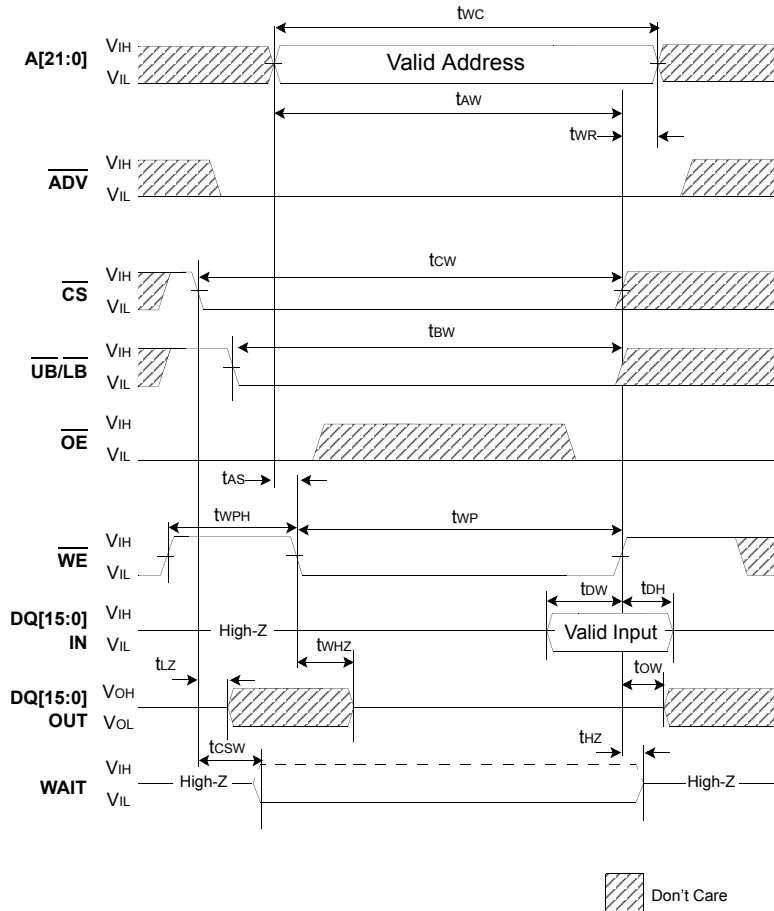 tWC
A[21:0] VIH Valid Address
VIL
tAW
tWR
ADV VIH
VIL
CS VIH tCW
VIL
UB/LB VIH tBW
VIL
OE VIH
VIL
tAS
tWPH tWP
WE VIH
VIL
tDW tDH
DQ[15:0] IN VIH High-Z Valid Input
VIL
tWHZ
tLZ tOW
DQ[15:0] OUT VOH
VOL
tCSW tHZ
WAIT VIH High-Z High-Z
VIL
Don't Care